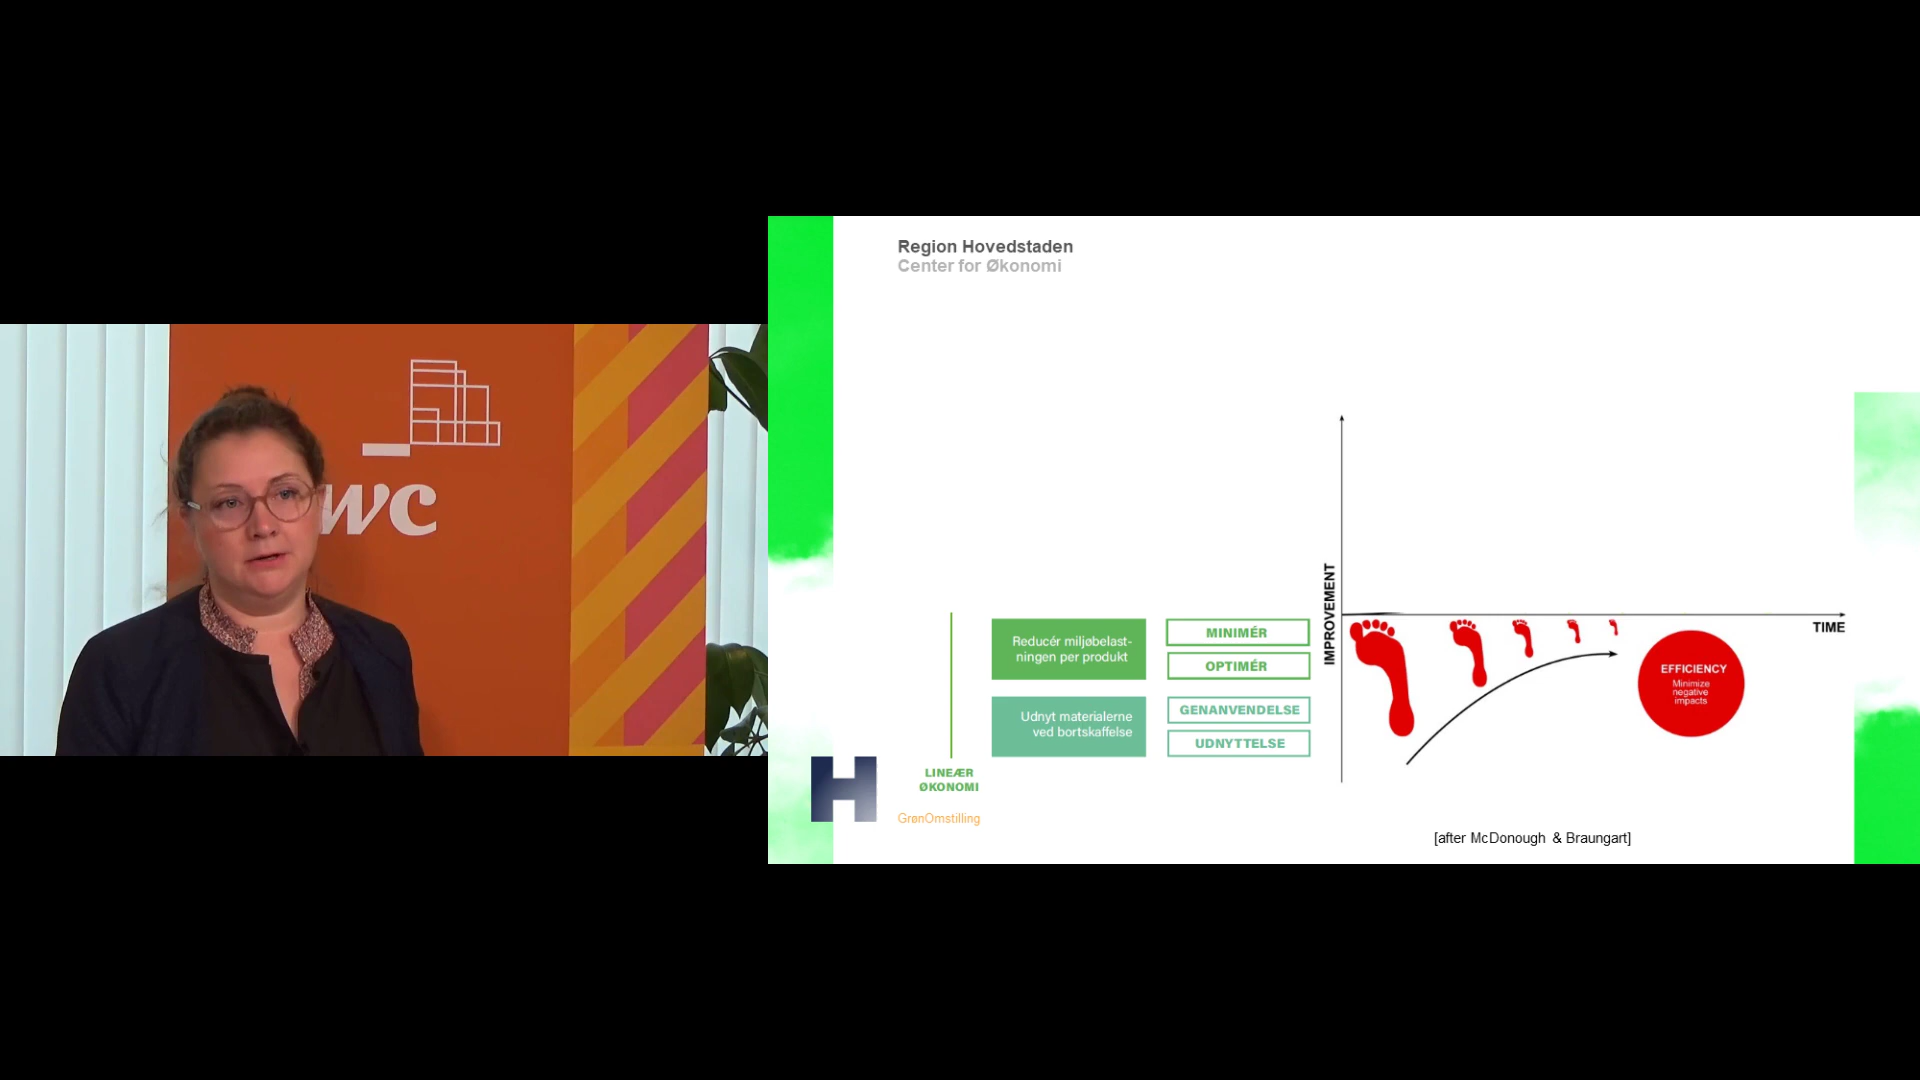 wc
Region Hovedstaden
Center for Økonomi
Reducér miljøbelast-
ningen per produkt
MINIMÉR
OPTIMÉR
Udnyt materialerne
ved bortskaffelse
GENANVENDELSE
UDNYTTELSE
LINEÆR
ØKONOMI
IMPROVEMENT
TIME
EFFICIENCY
Minimize
negative
impacts
H
GrønOmstilling
[after McDonough & Braungart]